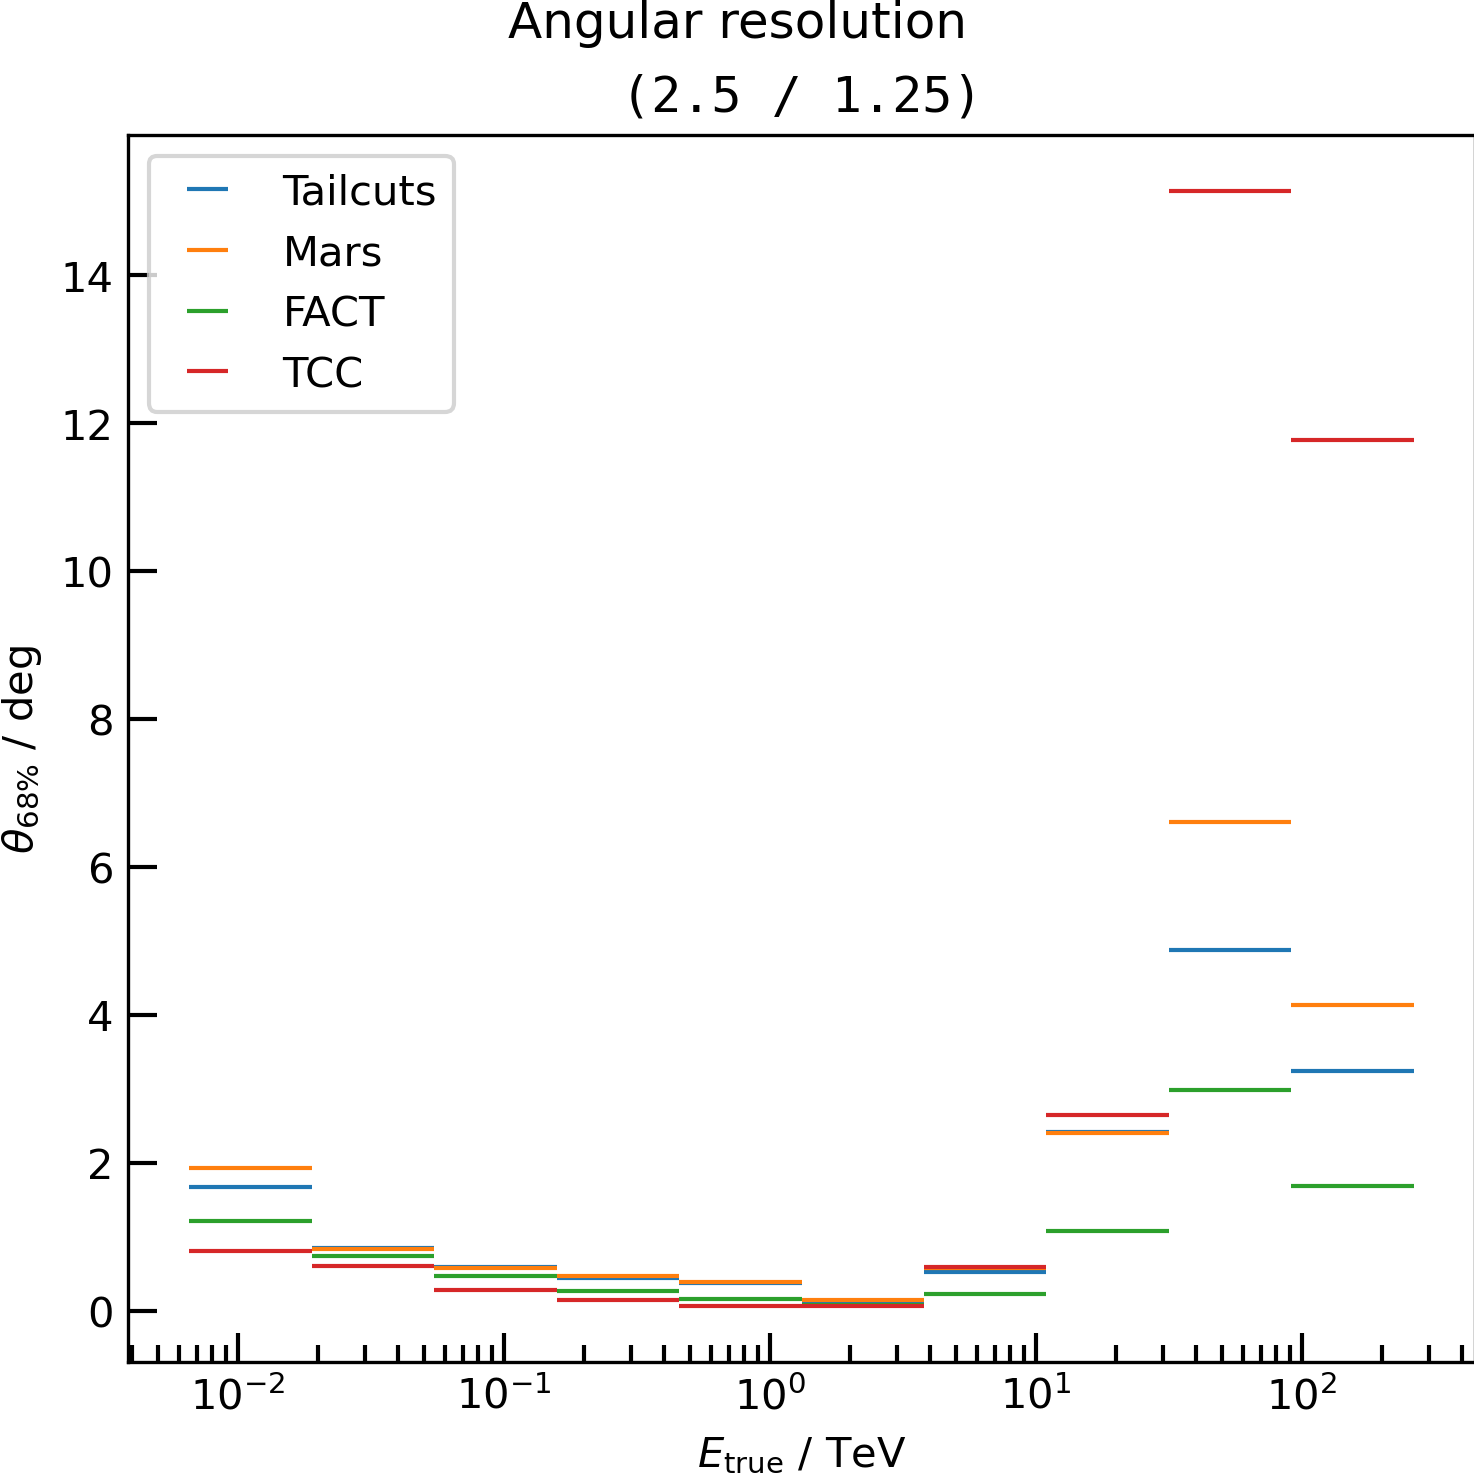 Angular resolution
(2.5 / 1.25)
Tailcuts
Mars
FACT
TCC
14
12
10
8
6
4
2
0
θ68% / deg
10⁻² 10⁻¹ 10⁰ 10¹ 10²
Etrue / TeV